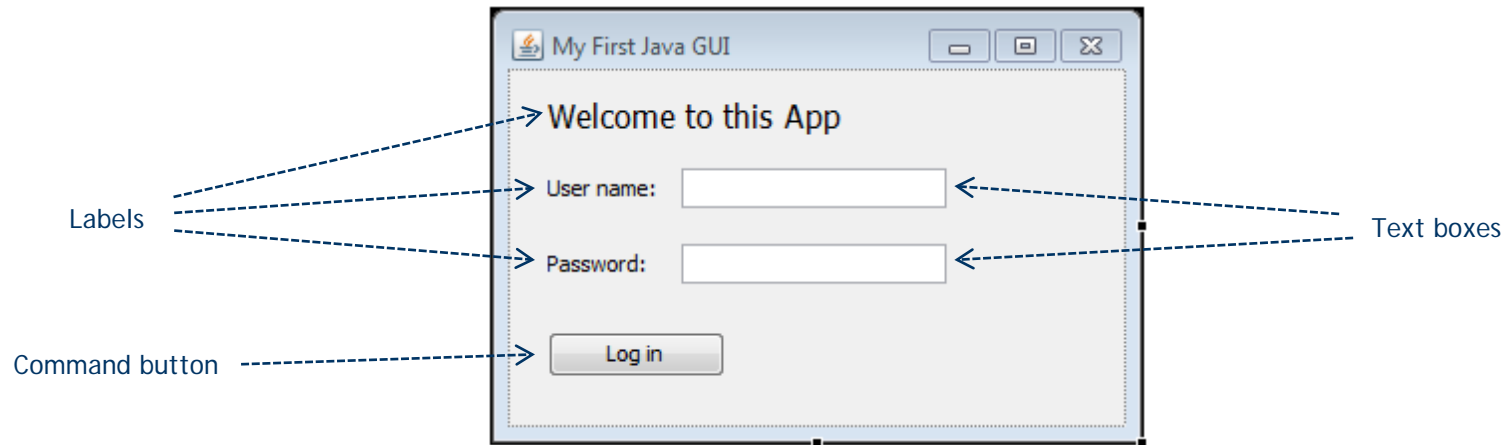 My First Java GUI
Welcome to this App
User name:
Labels
Text boxes
Password:
Command button
Log in